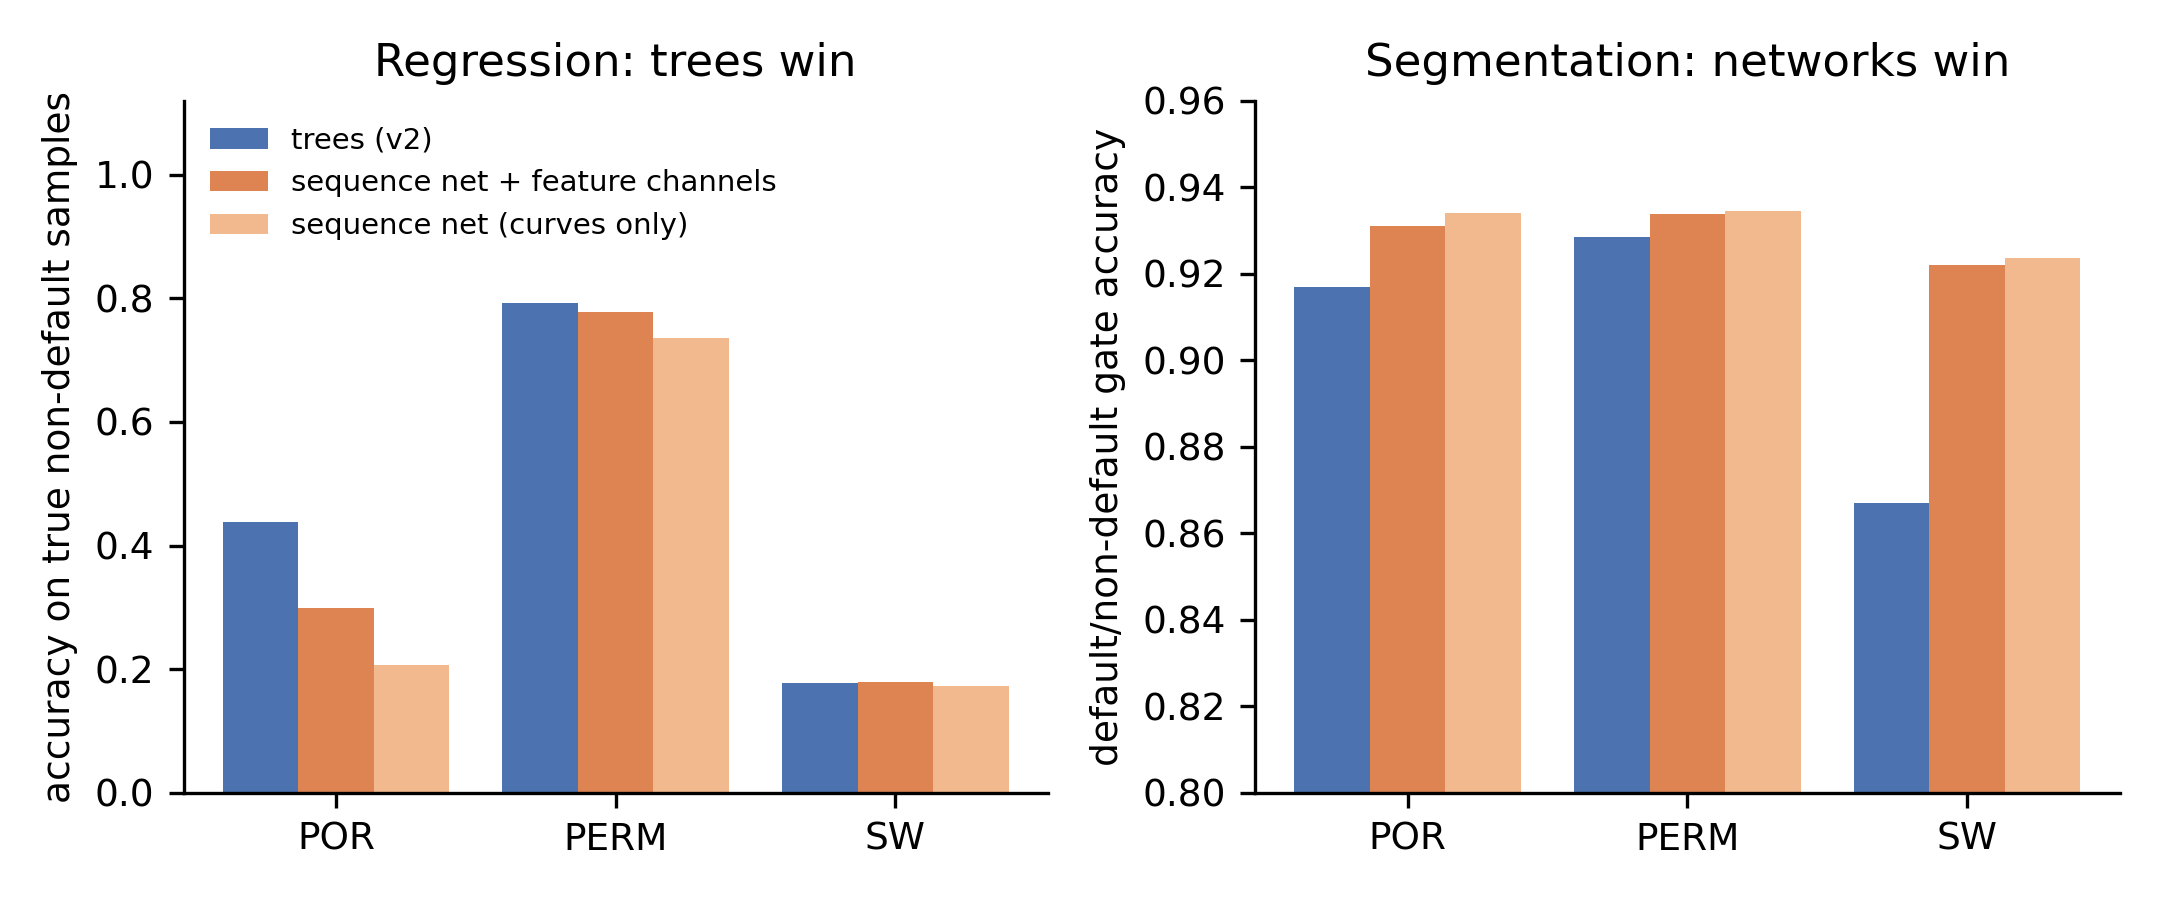 Regression: trees win
accuracy on true non-default samples
1.0
0.8
0.6
0.4
0.2
0.0
trees (v2)
sequence net + feature channels
sequence net (curves only)
POR PERM SW
Segmentation: networks win
default/non-default gate accuracy
0.96
0.94
0.92
0.90
0.88
0.86
0.84
0.82
0.80
POR PERM SW